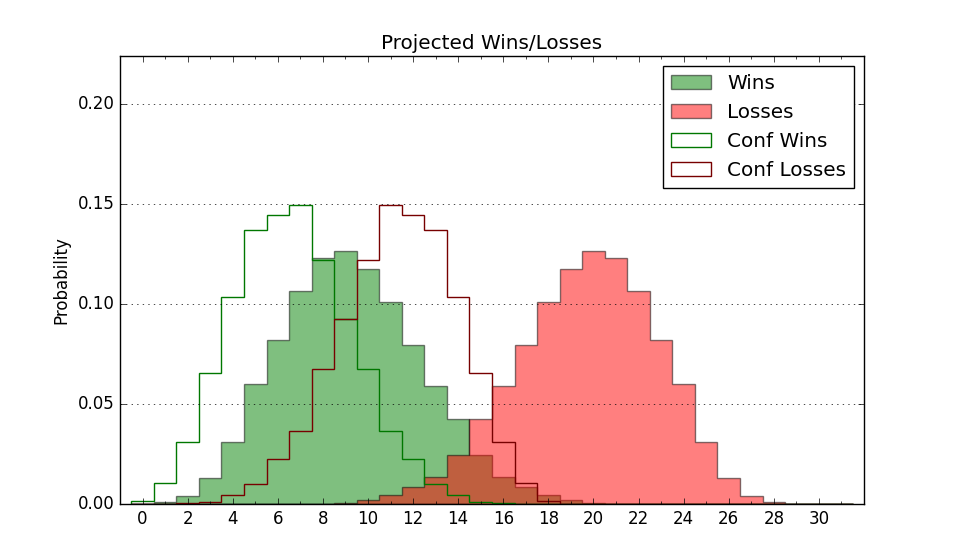 Projected Wins/Losses
Wins
Losses
Conf Wins
Conf Losses
Probability
0.20
0.15
0.10
0.05
0.00
0 2 4 6 8 10 12 14 16 18 20 22 24 26 28 30